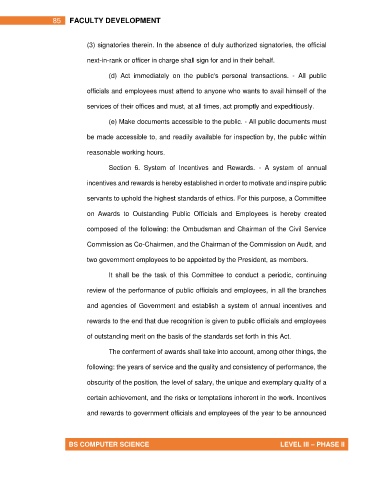 85 FACULTY DEVELOPMENT
(3) signatories therein. In the absence of duly authorized signatories, the official
next-in-rank or officer in charge shall sign for and in their behalf.
(d) Act immediately on the public's personal transactions. - All public
officials and employees must attend to anyone who wants to avail himself of the
services of their offices and must, at all times, act promptly and expeditiously.
(e) Make documents accessible to the public. - All public documents must
be made accessible to, and readily available for inspection by, the public within
reasonable working hours.
Section 6. System of Incentives and Rewards. - A system of annual
incentives and rewards is hereby established in order to motivate and inspire public
servants to uphold the highest standards of ethics. For this purpose, a Committee
on Awards to Outstanding Public Officials and Employees is hereby created
composed of the following: the Ombudsman and Chairman of the Civil Service
Commission as Co-Chairmen, and the Chairman of the Commission on Audit, and
two government employees to be appointed by the President, as members.
It shall be the task of this Committee to conduct a periodic, continuing
review of the performance of public officials and employees, in all the branches
and agencies of Government and establish a system of annual incentives and
rewards to the end that due recognition is given to public officials and employees
of outstanding merit on the basis of the standards set forth in this Act.
The conferment of awards shall take into account, among other things, the
following: the years of service and the quality and consistency of performance, the
obscurity of the position, the level of salary, the unique and exemplary quality of a
certain achievement, and the risks or temptations inherent in the work. Incentives
and rewards to government officials and employees of the year to be announced
BS COMPUTER SCIENCE LEVEL III – PHASE II